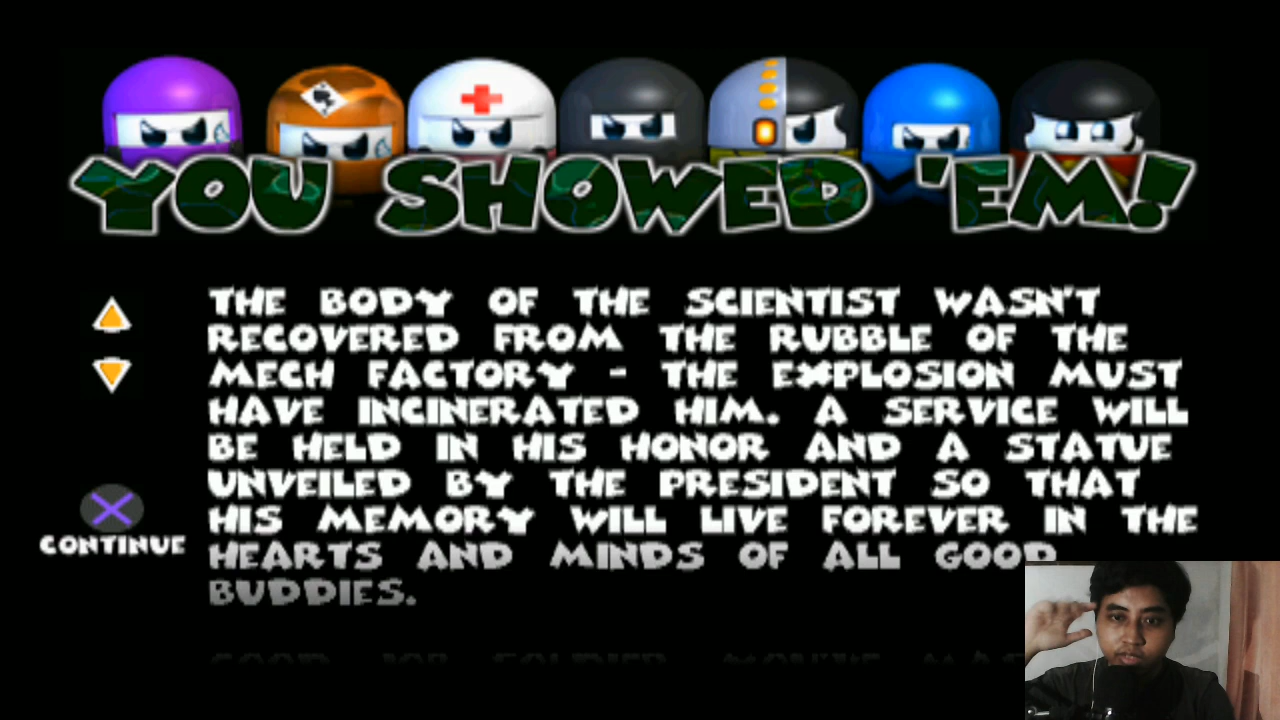 YOU SHOWED 'EM!
THE BODY OF THE SCIENTIST WASN'T
RECOVERED FROM THE RUBBLE OF THE
MECH FACTORY - THE EXPLOSION MUST
HAVE INCINERATED HIM. A SERVICE WILL
BE HELD IN HIS HONOR AND A STATUE
UNVEILED BY THE PRESIDENT SO THAT
HIS MEMORY WILL LIVE FOREVER IN THE
HEARTS AND MINDS OF ALL GOOD
BUDDIES.
CONTINUE